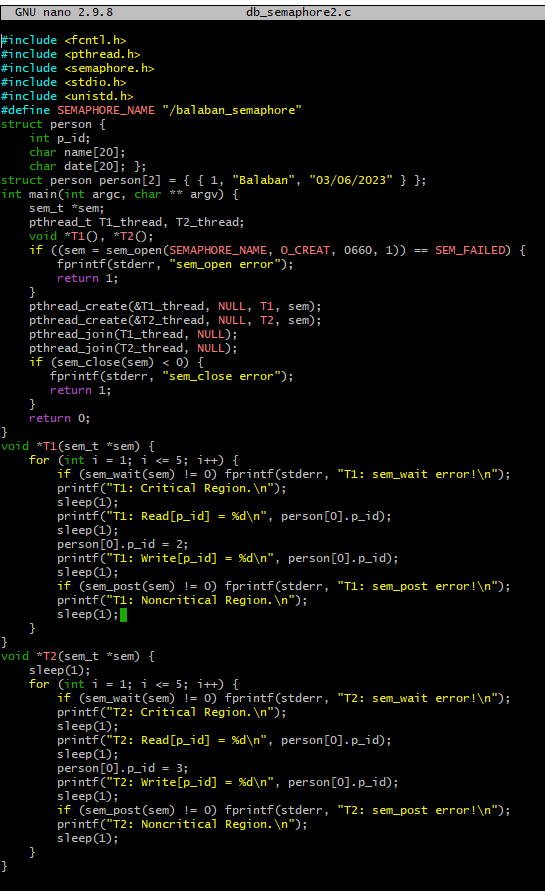 GNU nano 2.9.8                   db_semaphore2.c
#include <fcntl.h>
#include <pthread.h>
#include <semaphore.h>
#include <stdio.h>
#include <unistd.h>
#define SEMAPHORE_NAME "/balaban_semaphore"
struct person {
    int p_id;
    char name[20];
    char date[20]; };
struct person person[2] = { { 1, "Balaban", "03/06/2023" } };
int main(int argc, char ** argv) {
    sem_t *sem;
    pthread_t T1_thread, T2_thread;
    void *T1(), *T2();
    if ((sem = sem_open(SEMAPHORE_NAME, O_CREAT, 0660, 1)) == SEM_FAILED) {
        fprintf(stderr, "sem_open error");
        return 1;
    }
    pthread_create(&T1_thread, NULL, T1, sem);
    pthread_create(&T2_thread, NULL, T2, sem);
    pthread_join(T1_thread, NULL);
    pthread_join(T2_thread, NULL);
    if (sem_close(sem) < 0) {
       fprintf(stderr, "sem_close error");
       return 1;
    }
    return 0;
}
void *T1(sem_t *sem) {
    for (int i = 1; i <= 5; i++) {
        if (sem_wait(sem) != 0) fprintf(stderr, "T1: sem_wait error!\n");
        printf("T1: Critical Region.\n");
        sleep(1);
        printf("T1: Read[p_id] = %d\n", person[0].p_id);
        sleep(1);
        person[0].p_id = 2;
        printf("T1: Write[p_id] = %d\n", person[0].p_id);
        sleep(1);
        if (sem_post(sem) != 0) fprintf(stderr, "T1: sem_post error!\n");
        printf("T1: Noncritical Region.\n");
        sleep(1);
    }
}
void *T2(sem_t *sem) {
    sleep(1);
    for (int i = 1; i <= 5; i++) {
        if (sem_wait(sem) != 0) fprintf(stderr, "T2: sem_wait error!\n");
        printf("T2: Critical Region.\n");
        sleep(1);
        printf("T2: Read[p_id] = %d\n", person[0].p_id);
        sleep(1);
        person[0].p_id = 3;
        printf("T2: Write[p_id] = %d\n", person[0].p_id);
        sleep(1);
        if (sem_post(sem) != 0) fprintf(stderr, "T2: sem_post error!\n");
        printf("T2: Noncritical Region.\n");
        sleep(1);
    }
}